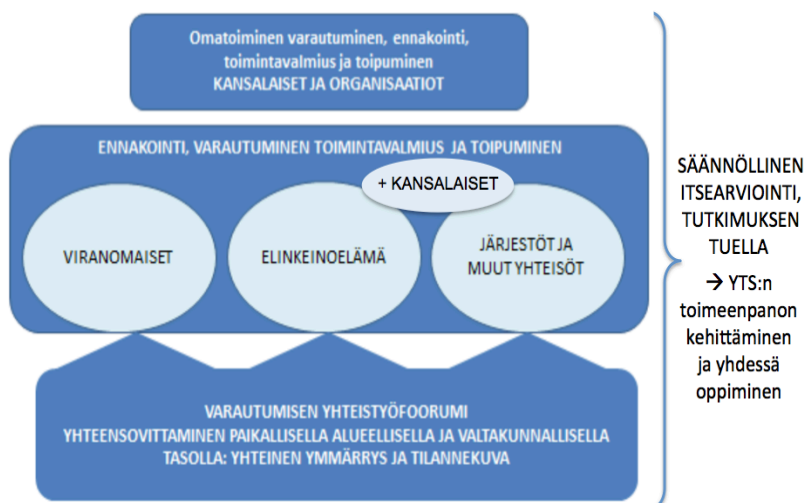 Omatoiminen varautuminen, ennakointi,
toimintavalmius ja toipuminen
KANSALAISET JA ORGANISAATIOT
ENNAKOINTI, VARAUTUMINEN TOIMINTAVALMIUS JA TOIPUMINEN
+ KANSALAISET
VIRANOMAISET
ELINKEINOELÄMÄ
JÄRJESTÖT JA
MUUT YHTEISÖT
VARAUTUMISEN YHTEISTYÖFOORUMI
YHTEENSOVITTAMINEN PAIKALLISELLA ALUEELLISELLA JA VALTAKUNNALLISELLA
TASOLLA: YHTEINEN YMMÄRRYS JA TILANNEKUVA
SÄÄNNÖLLINEN
ITSEARVIOINTI,
TUTKIMUKSEN
TUELLA
→ YTS:n
toimeenpanon
kehittäminen
ja yhdessä
oppiminen